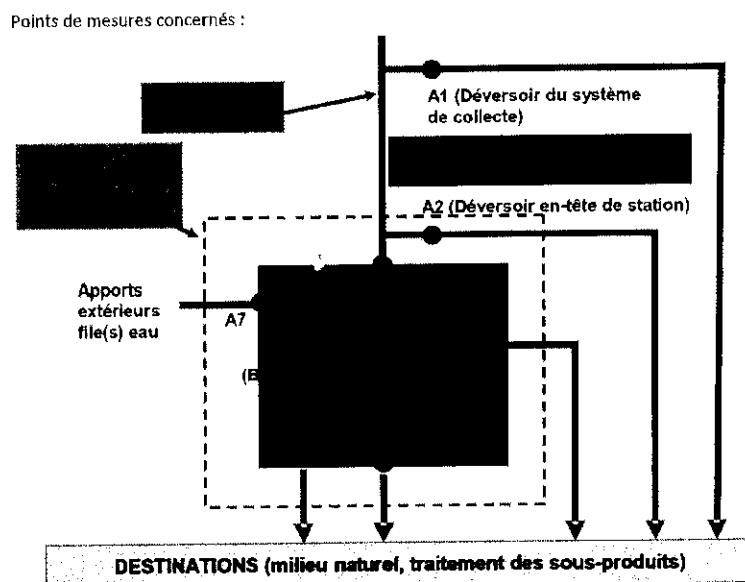 Points de mesures concernés :
A1 (Déversoir du système
de collecte)
A2 (Déversoir en-tête de station)
Apports
extérieurs
file(s) eau
A7
DESTINATIONS (milieu naturel, traitement des sous-produits)